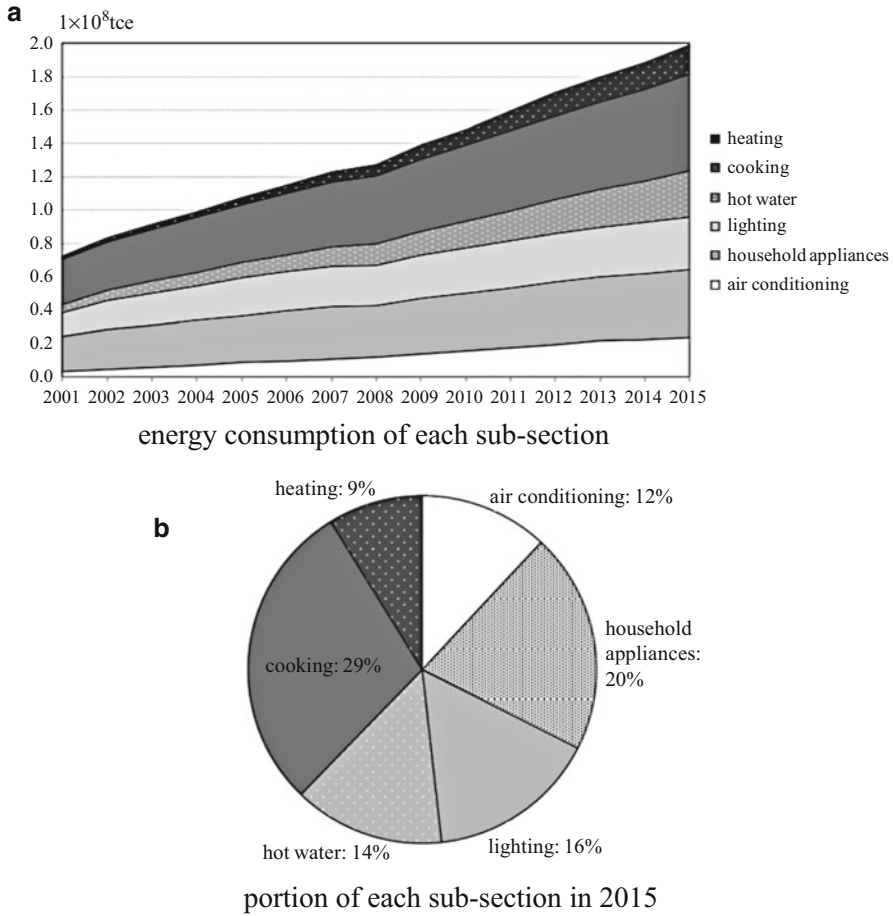 a
1×10⁸tce
2.0
1.8
1.6
1.4
1.2
1.0
0.8
0.6
0.4
0.2
0.0
2001 2002 2003 2004 2005 2006 2007 2008 2009 2010 2011 2012 2013 2014 2015
heating
cooking
hot water
lighting
household appliances
air conditioning
energy consumption of each sub-section
b
heating: 9%
air conditioning: 12%
household
appliances:
20%
cooking: 29%
hot water: 14%
lighting: 16%
portion of each sub-section in 2015